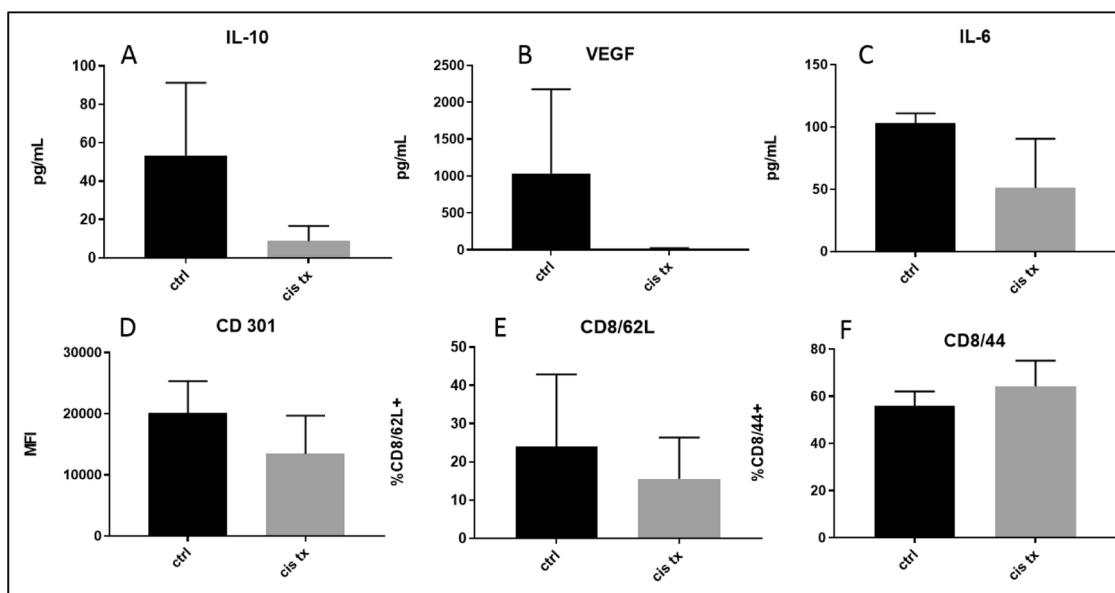 A
IL-10
100
80
60
40
20
0
pg/mL
ctrl
cis tx
B
VEGF
2500
2000
1500
1000
500
0
pg/mL
ctrl
cis tx
C
IL-6
150
100
50
0
pg/mL
ctrl
cis tx
D
CD 301
30000
20000
10000
0
MFI
ctrl
cis tx
E
CD8/62L
50
40
30
20
10
0
%CD8/62L+
ctrl
cis tx
F
CD8/44
80
60
40
20
0
%CD8/44+
ctrl
cis tx